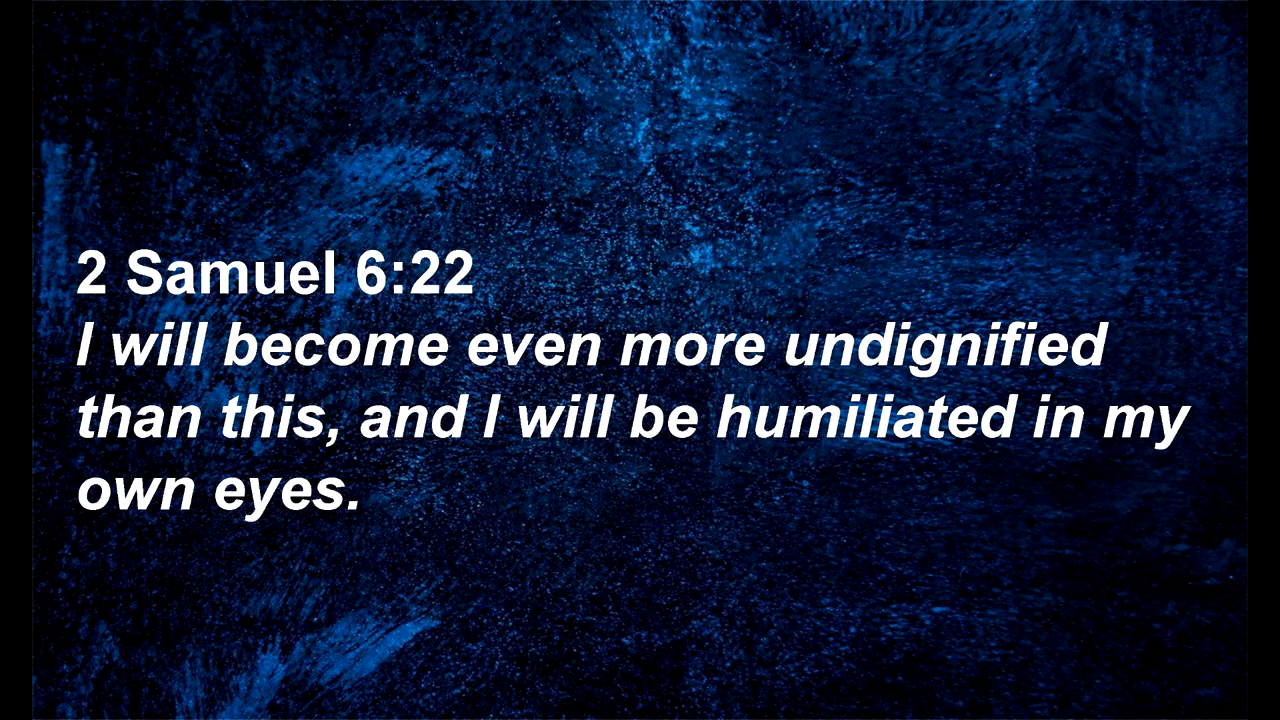 2 Samuel 6:22
I will become even more undignified
than this, and I will be humiliated in my
own eyes.